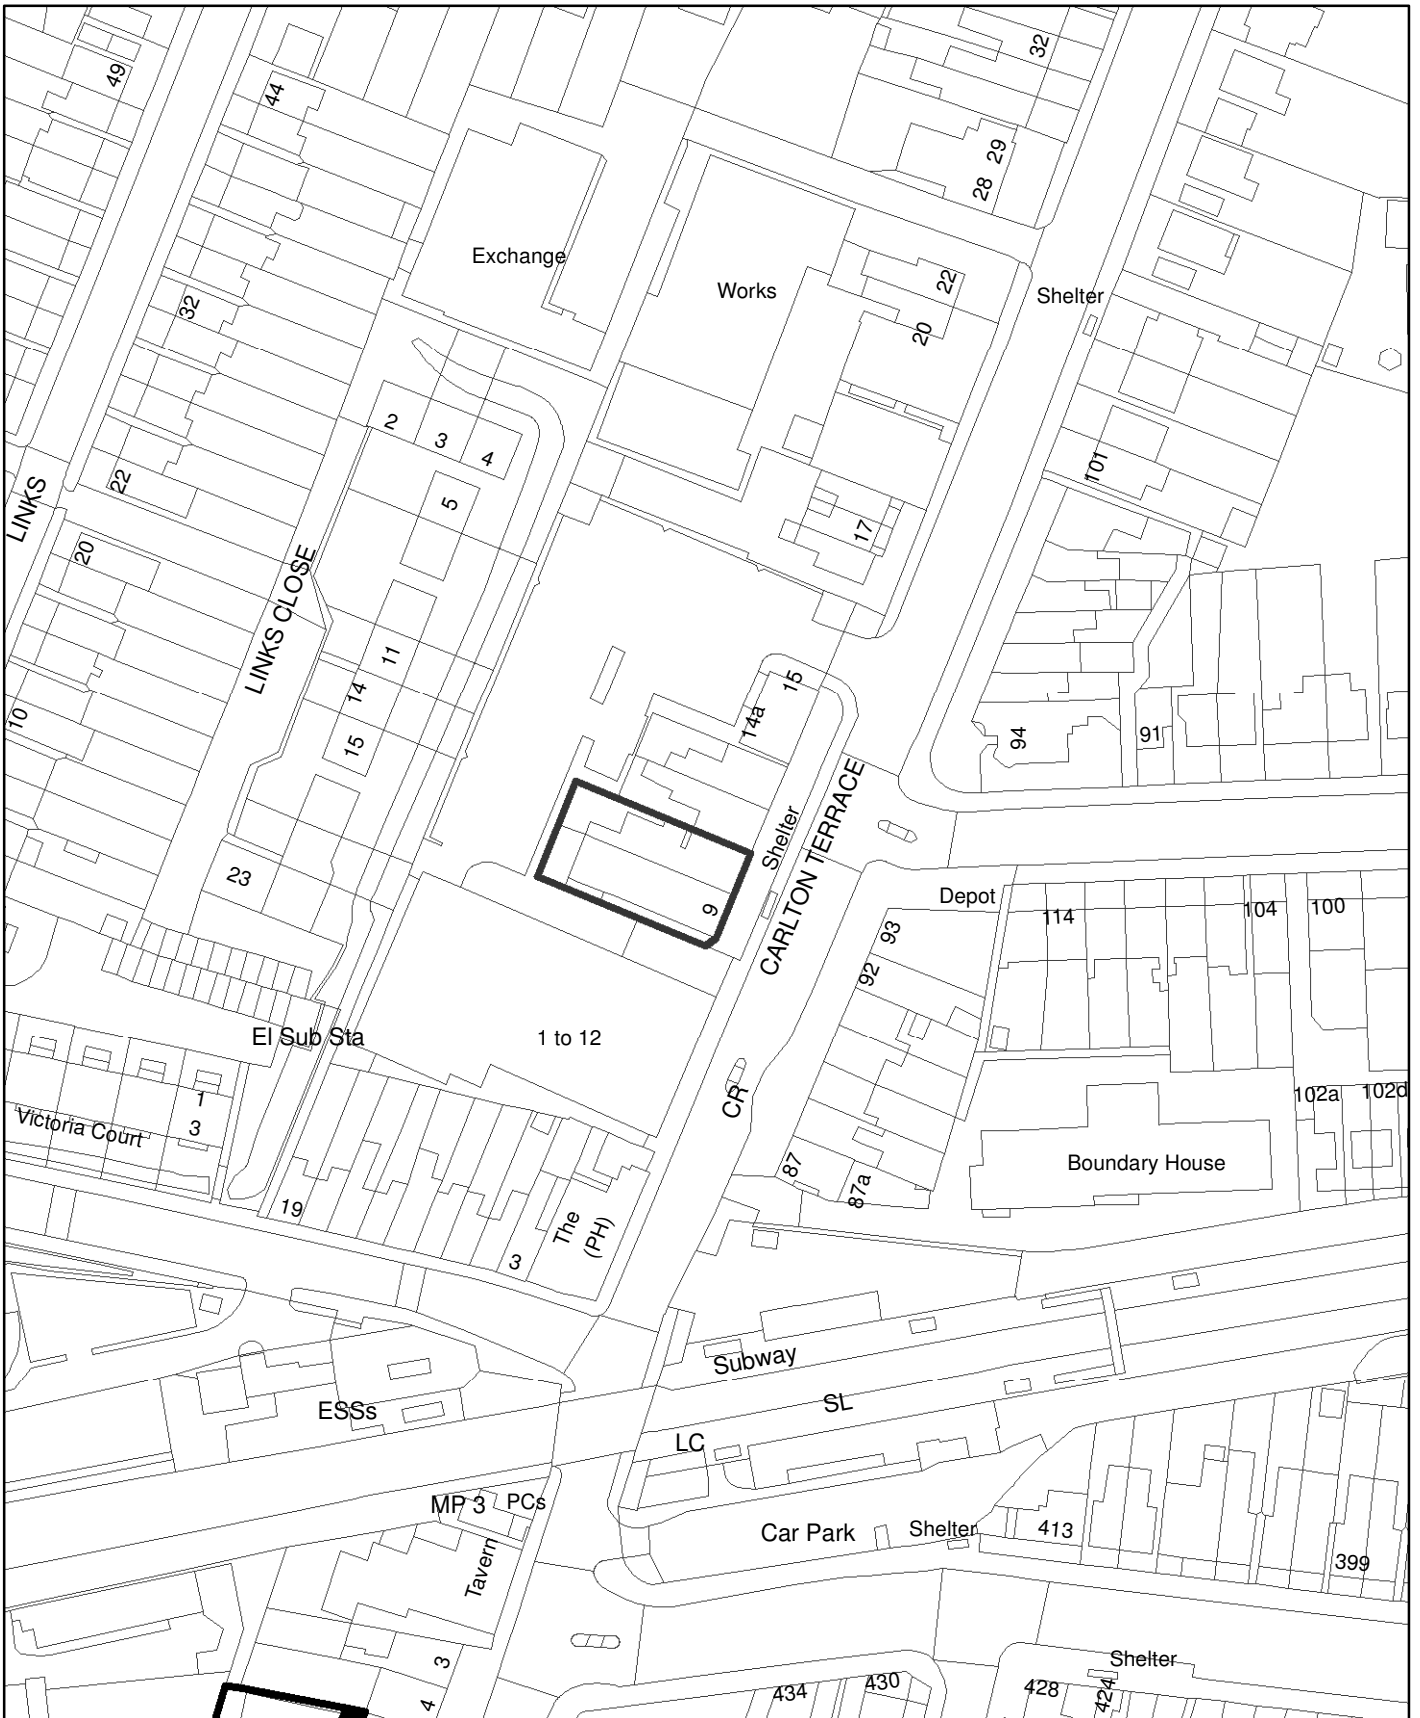 49
44
32
29
28
Exchange
Works
22
20
Shelter
32
2
3
4
5
101
22
LINKS
17
20
LINKS CLOSE
11
14
15
10
15
14a
94
91
Shelter
CARLTON TERRACE
23
9
Depot
93
92
114
104
100
El Sub Sta
1 to 12
CR
1
3
Victoria Court
102a
102d
Boundary House
87
87a
19
The
(PH)
3
Subway
SL
ESSs
LC
MP 3
PCs
Tavern
Car Park
Shelter
413
399
3
4
Shelter
434
430
428
424